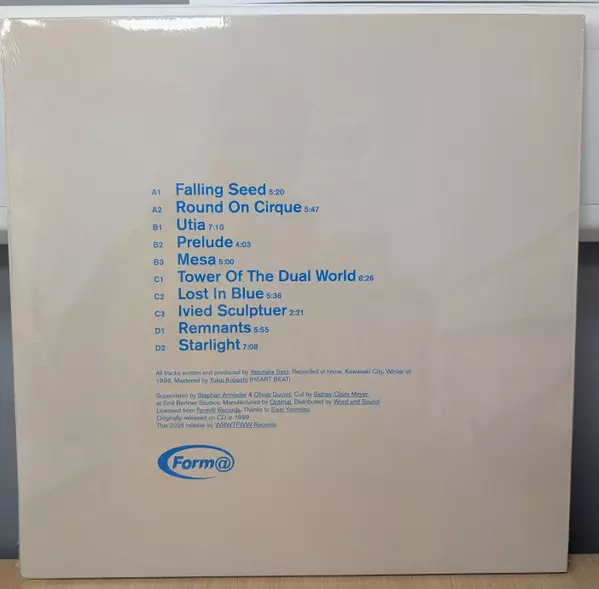 A1 Falling Seed 5:20
A2 Round On Cirque 5:47
B1 Utia 7:10
B2 Prelude 4:03
B3 Mesa 5:00
C1 Tower Of The Dual World 8:26
C2 Lost In Blue 5:36
C3 Ivied Sculptuer 2:21
D1 Remnants 5:55
D2 Starlight 7:08
All tracks written and produced by Yasutaka Sato, Recorded at home, Kawasaki City, Winter of
1998, Mastered by Yukio Kobashi (HEART BEAT)
Supervision by Stephan Armleder & Olivier Ducret, Cut by Sidney Claire Meyer,
at Emil Berliner Studios, Manufactured by Optimal, Distributed by Word and Sound
Licensed from Form@ Records, Thanks to Eisei
Originally released on CD in 1999
This 2025 release by WRWTFWW Records
Form@